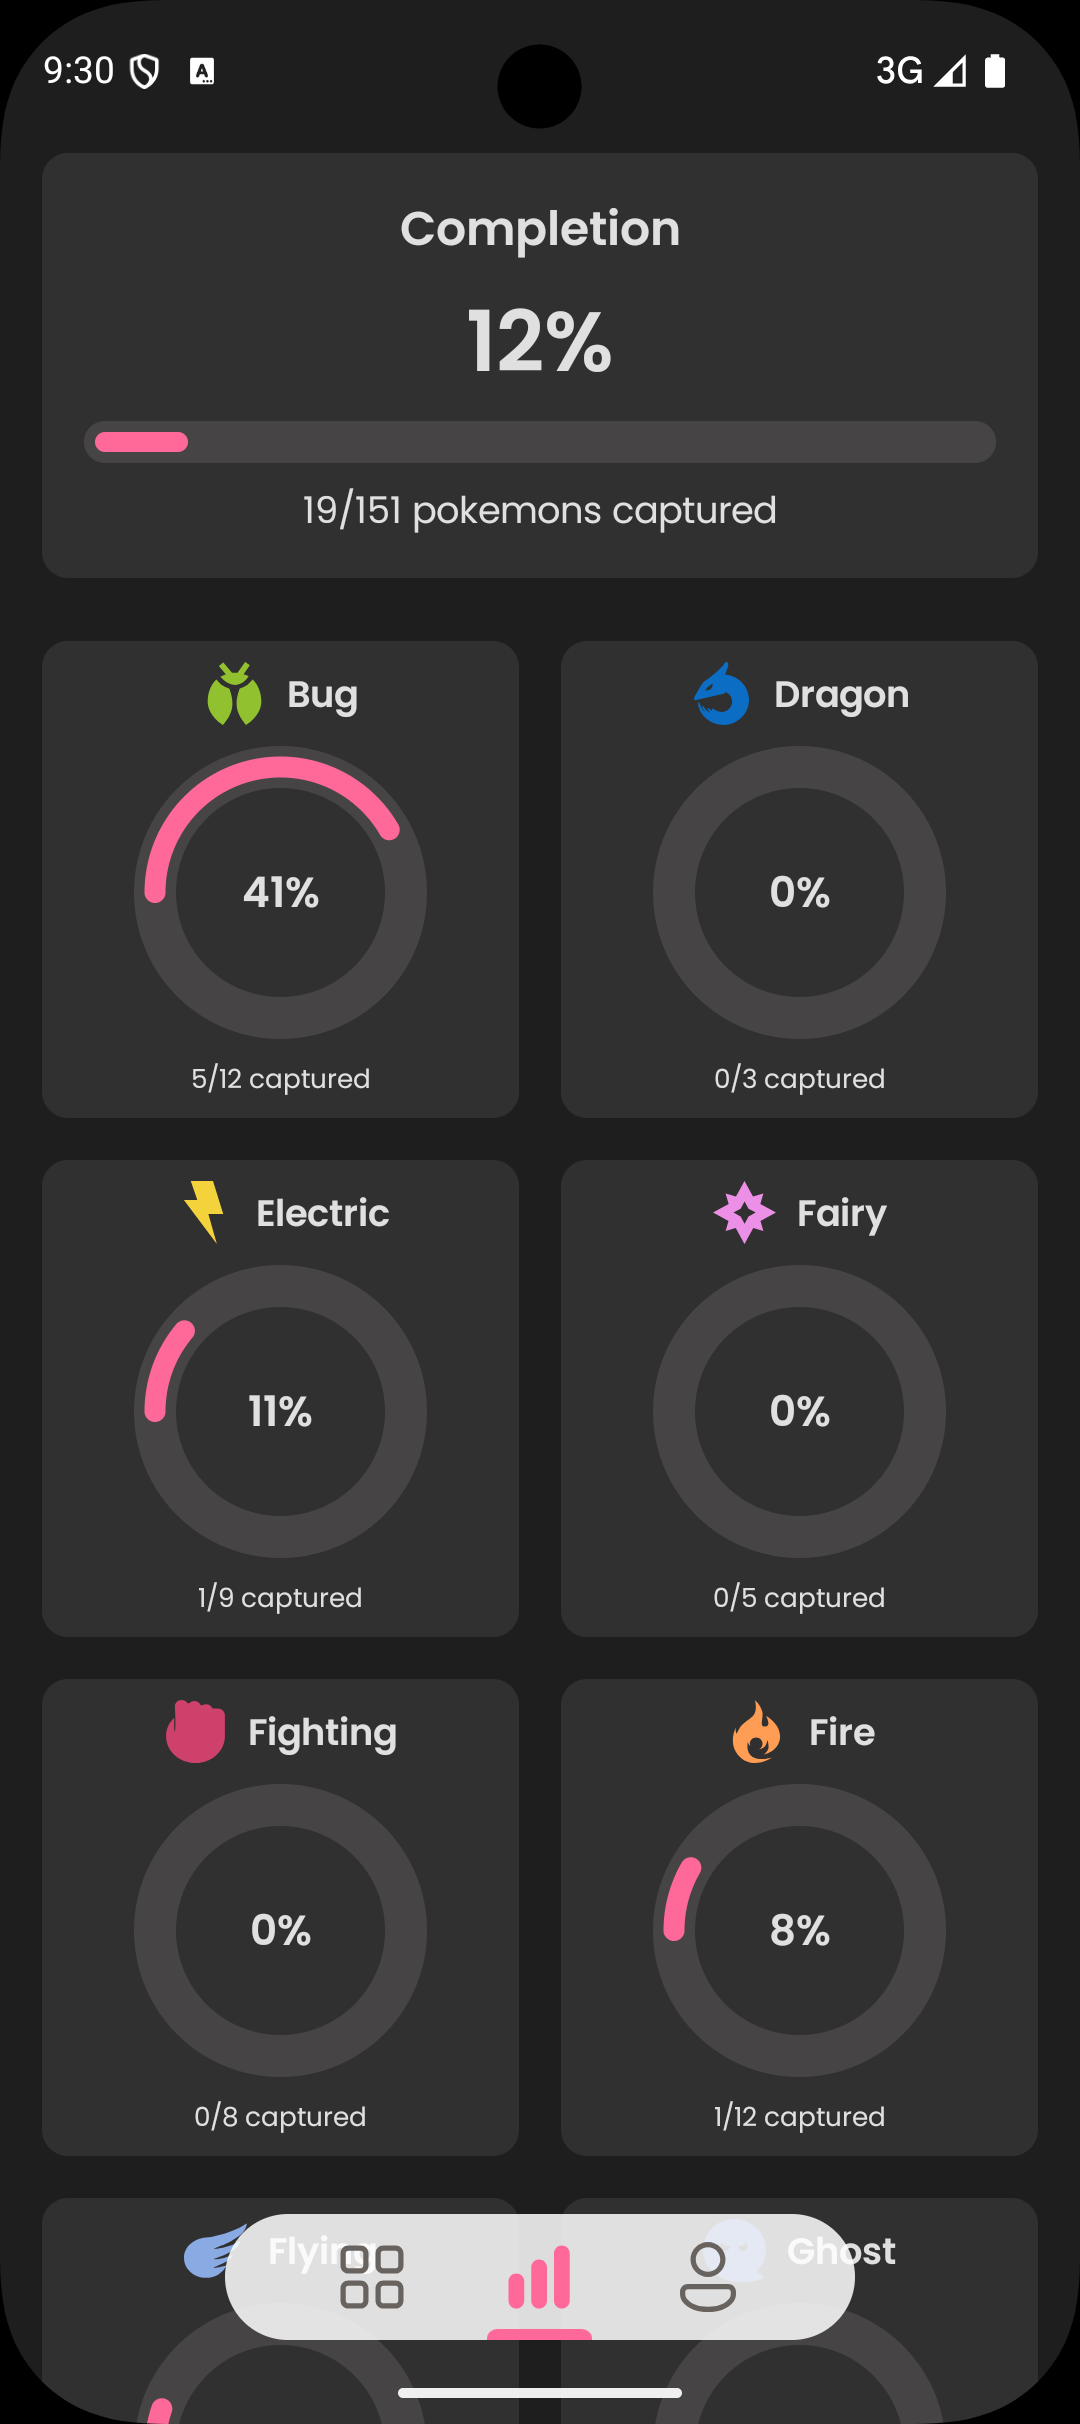 9:30
3G
Completion
12%
19/151 pokemons captured
Bug
41%
5/12 captured
Dragon
0%
0/3 captured
Electric
11%
1/9 captured
Fairy
0%
0/5 captured
Fighting
0%
0/8 captured
Fire
8%
1/12 captured
Flying
Ghost